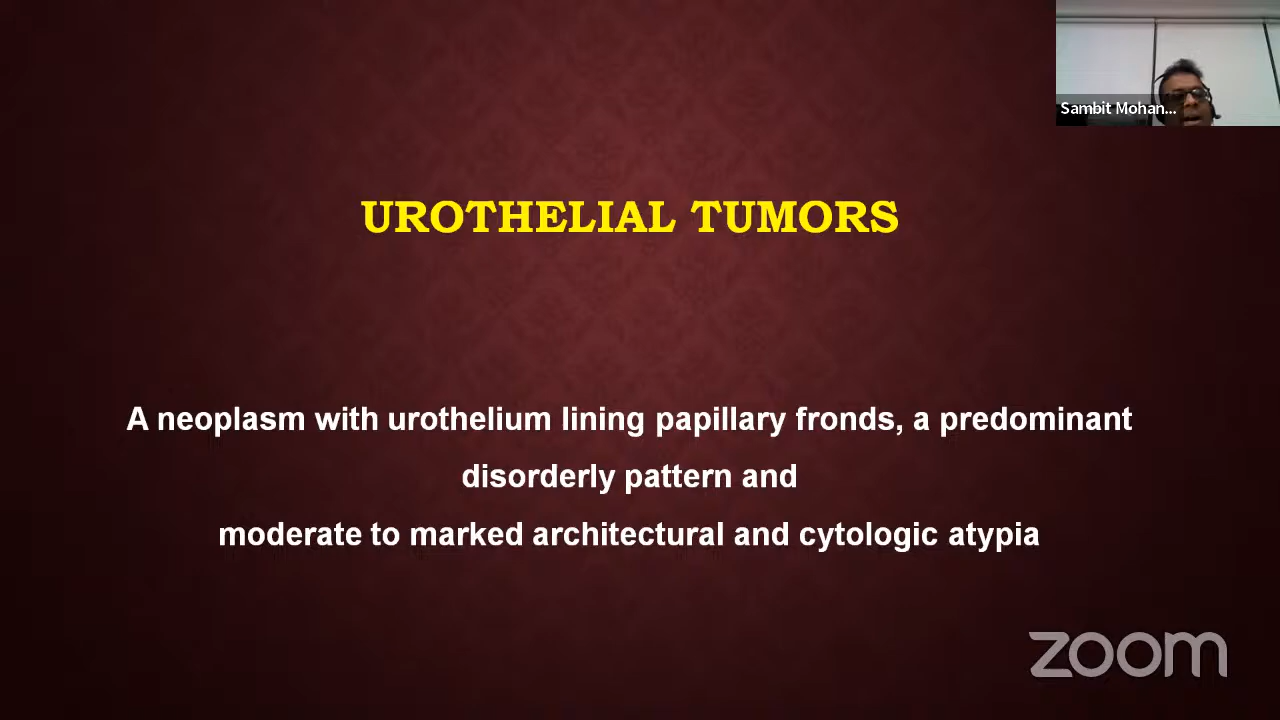 Sambit Mohan...
UROTHELIAL TUMORS
A neoplasm with urothelium lining papillary fronds, a predominant
disorderly pattern and
moderate to marked architectural and cytologic atypia
zoom